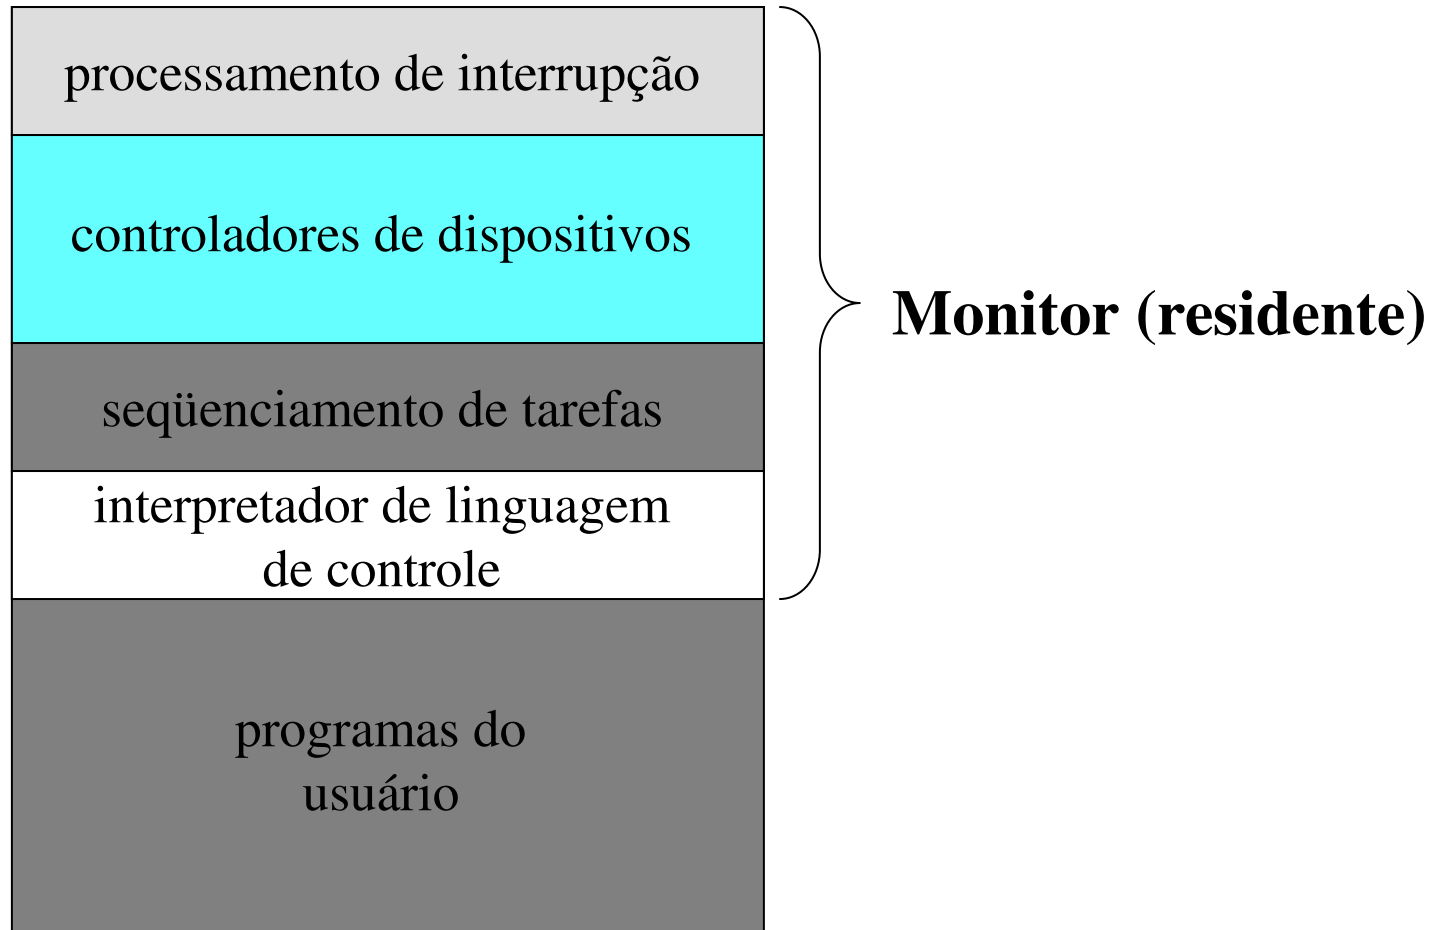 processamento de interrupção
controladores de dispositivos
Monitor (residente)
seqüenciamento de tarefas
interpretador de linguagem
de controle
programas do
usuário